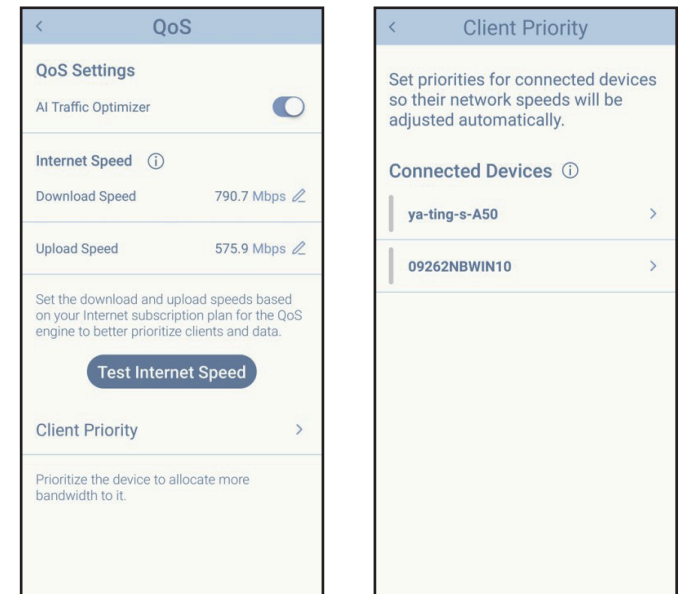 QoS
QoS Settings
AI Traffic Optimizer
Internet Speed
Download Speed 790.7 Mbps
Upload Speed 575.9 Mbps
Set the download and upload speeds based
on your Internet subscription plan for the QoS
engine to better prioritize clients and data.
Test Internet Speed
Client Priority
Prioritize the device to allocate more
bandwidth to it.
Client Priority
Set priorities for connected devices
so their network speeds will be
adjusted automatically.
Connected Devices
ya-ting-s-A50
09262NBWIN10